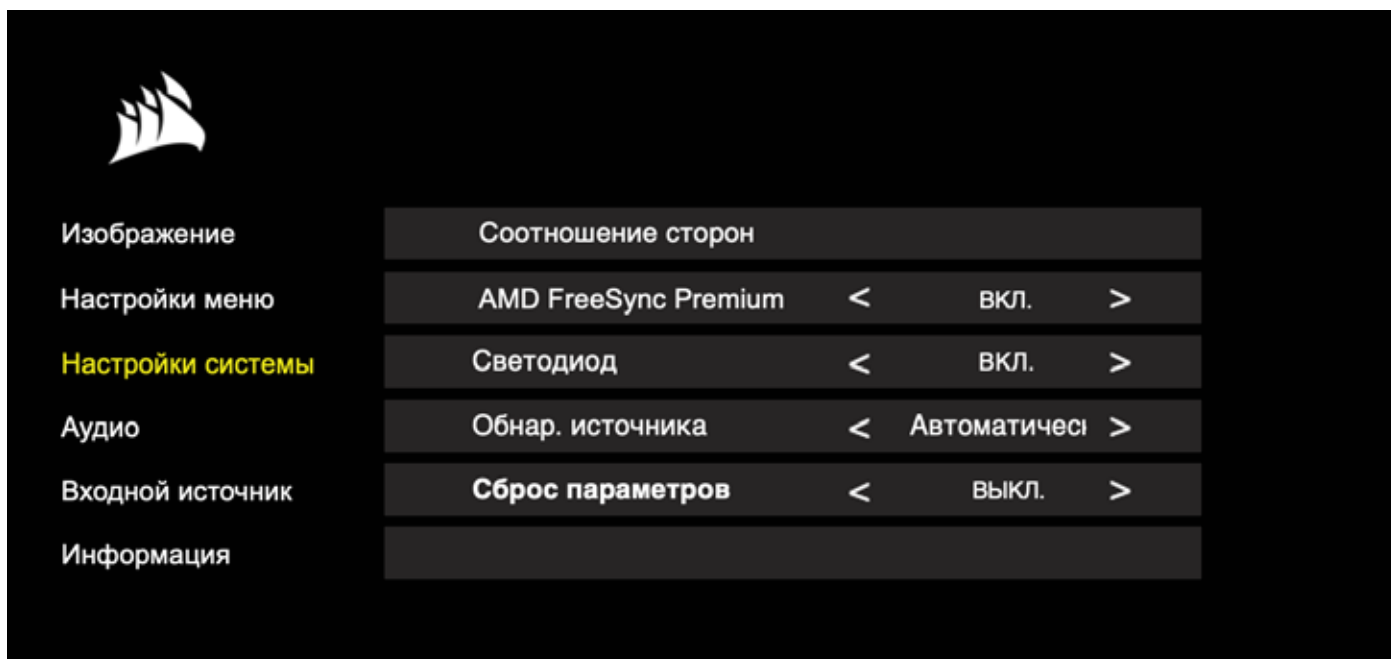 Изображение Соотношение сторон
Настройки меню AMD FreeSync Premium < ВКЛ. >
Настройки системы Светодиод < ВКЛ. >
Аудио Обнар. источника < Автоматичесı >
Входной источник Сброс параметров < ВЫКЛ. >
Информация